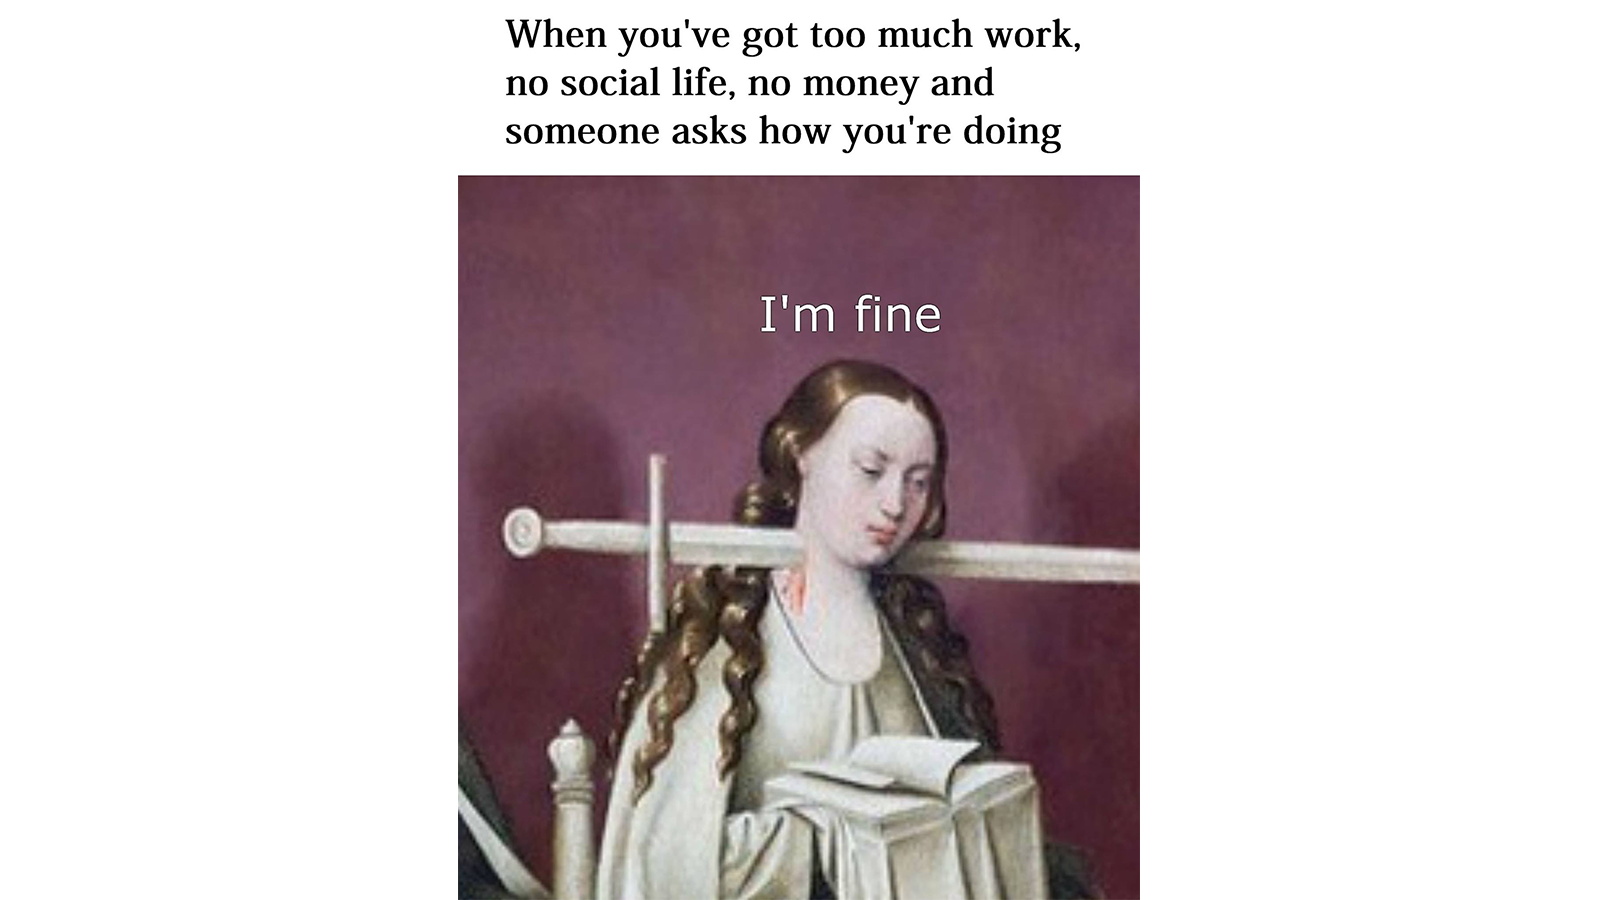 When you've got too much work,
no social life, no money and
someone asks how you're doing
I'm fine